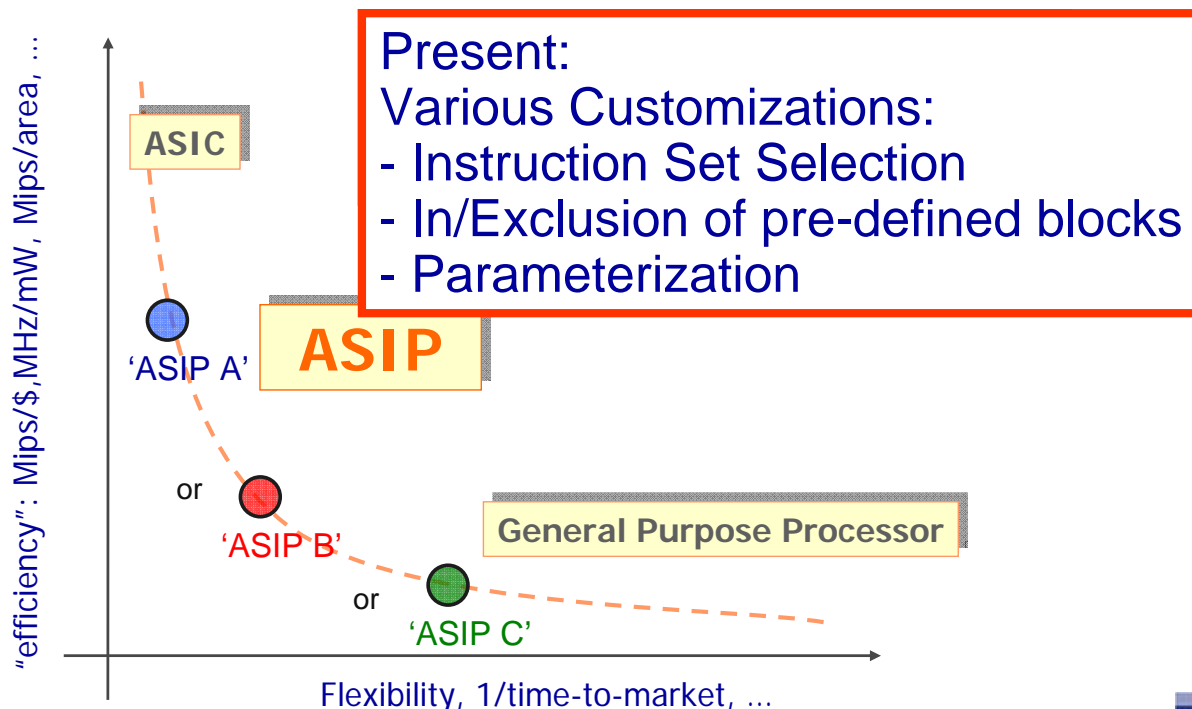 Present:
Various Customizations:
- Instruction Set Selection
- In/Exclusion of pre-defined blocks
- Parameterization
"efficiency": Mips/$,MHz/mW, Mips/area, ...
ASIC
ASIP
'ASIP A'
or
'ASIP B'
General Purpose Processor
or
'ASIP C'
Flexibility, 1/time-to-market, ...